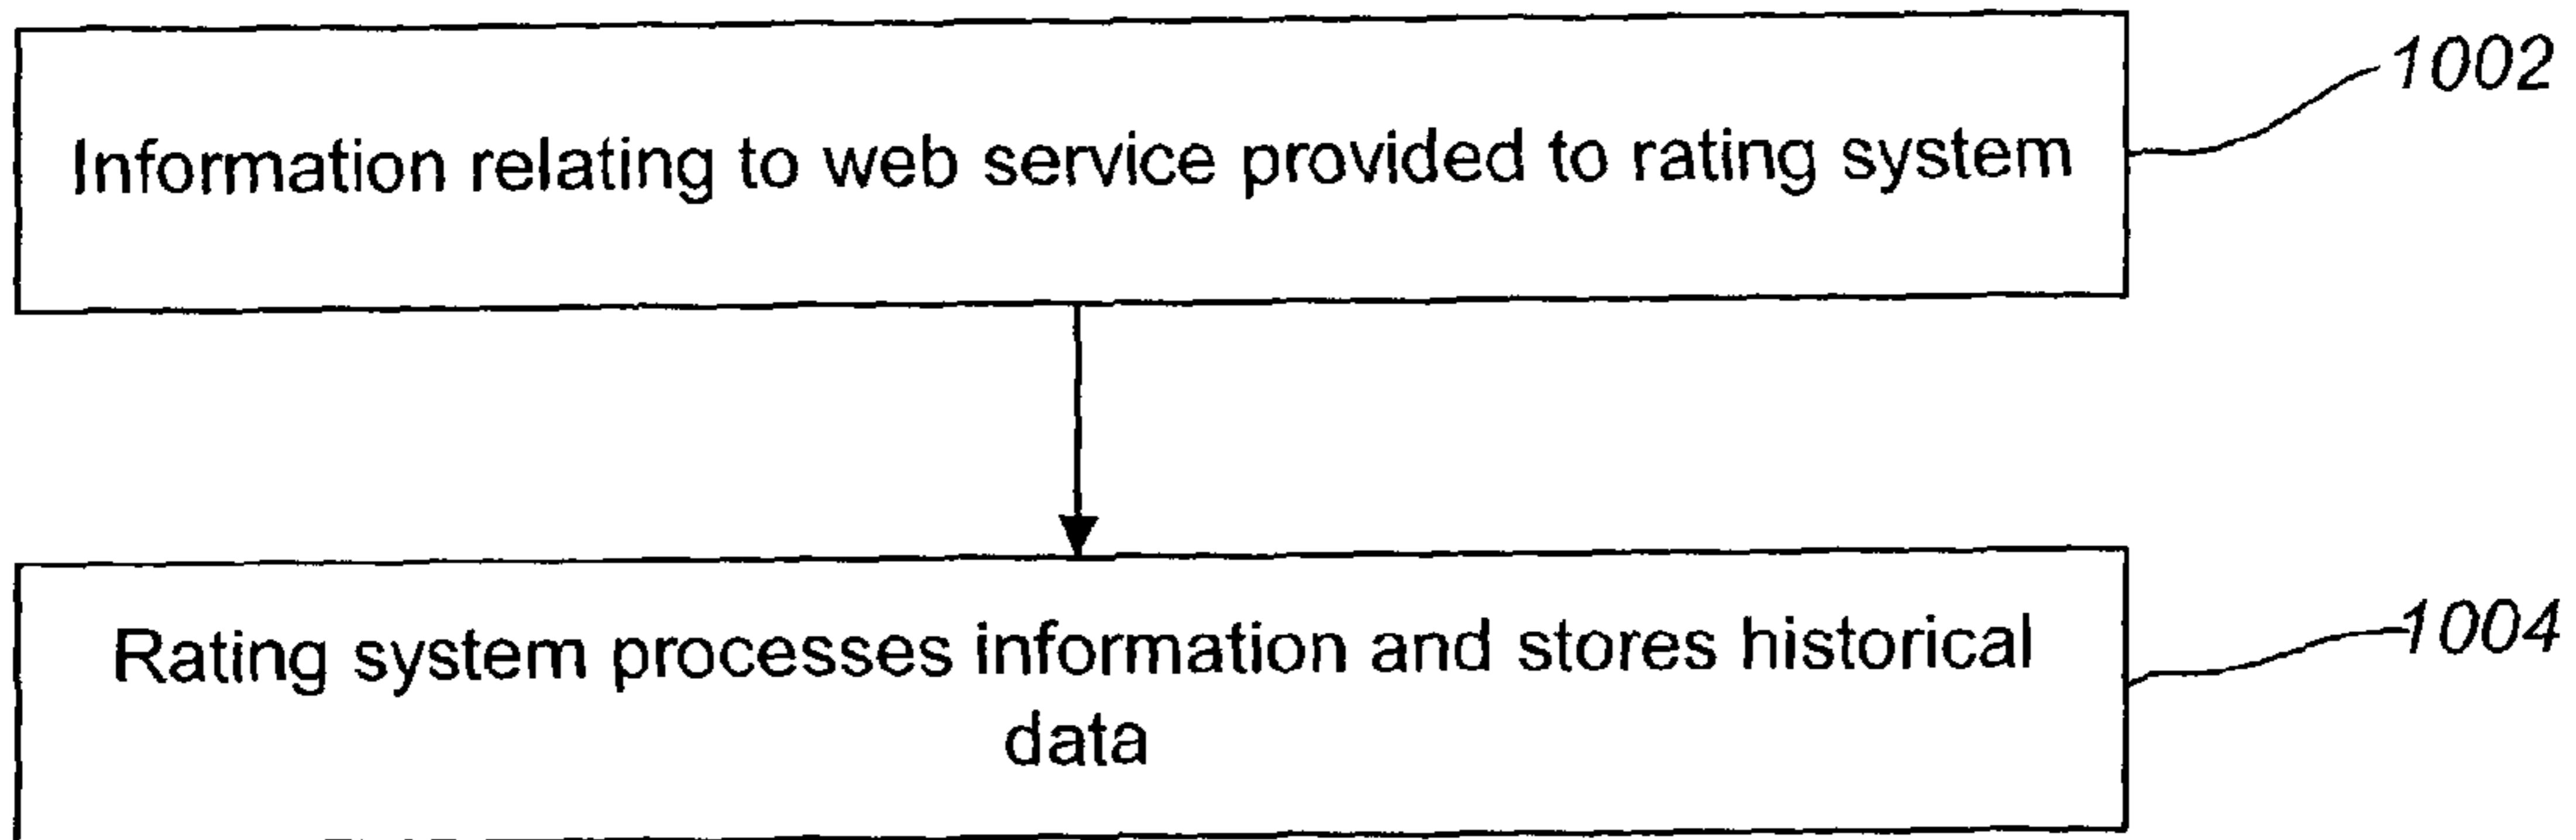 Information relating to web service provided to rating system
1002
Rating system processes information and stores historical
data
1004